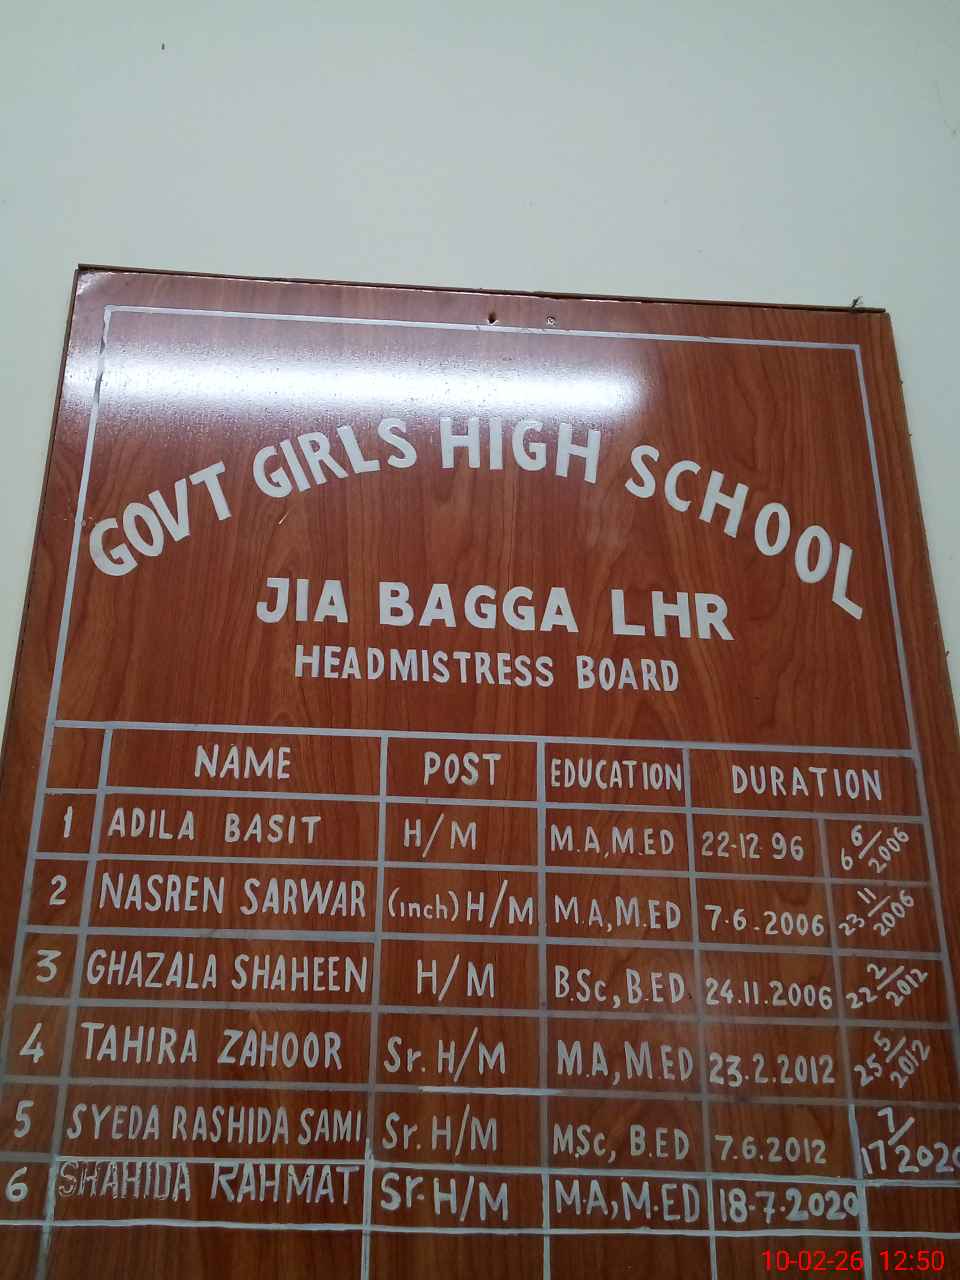 GOVT GIRLS HIGH SCHOOL
JIA BAGGA LHR
HEADMISTRESS BOARD
NAME POST EDUCATION DURATION
1 ADILA BASIT H/M M.A,M.ED 22-12-96 6/6/2006
2 NASREN SARWAR (inch) H/M M.A,M.ED 7.6.2006 23/11/2006
3 GHAZALA SHAHEEN H/M B.Sc,B.ED 24.11.2006 22/2/2012
4 TAHIRA ZAHOOR Sr.H/M M.A,M.ED 23.2.2012 25/5/2012
5 SYEDA RASHIDA SAMI Sr.H/M MSc, B.ED 7.6.2012 17/7/2020
6 SHAHIDA RAHMAT Sr.H/M M.A,M.ED 18-7-2020
10-02-26 12:50